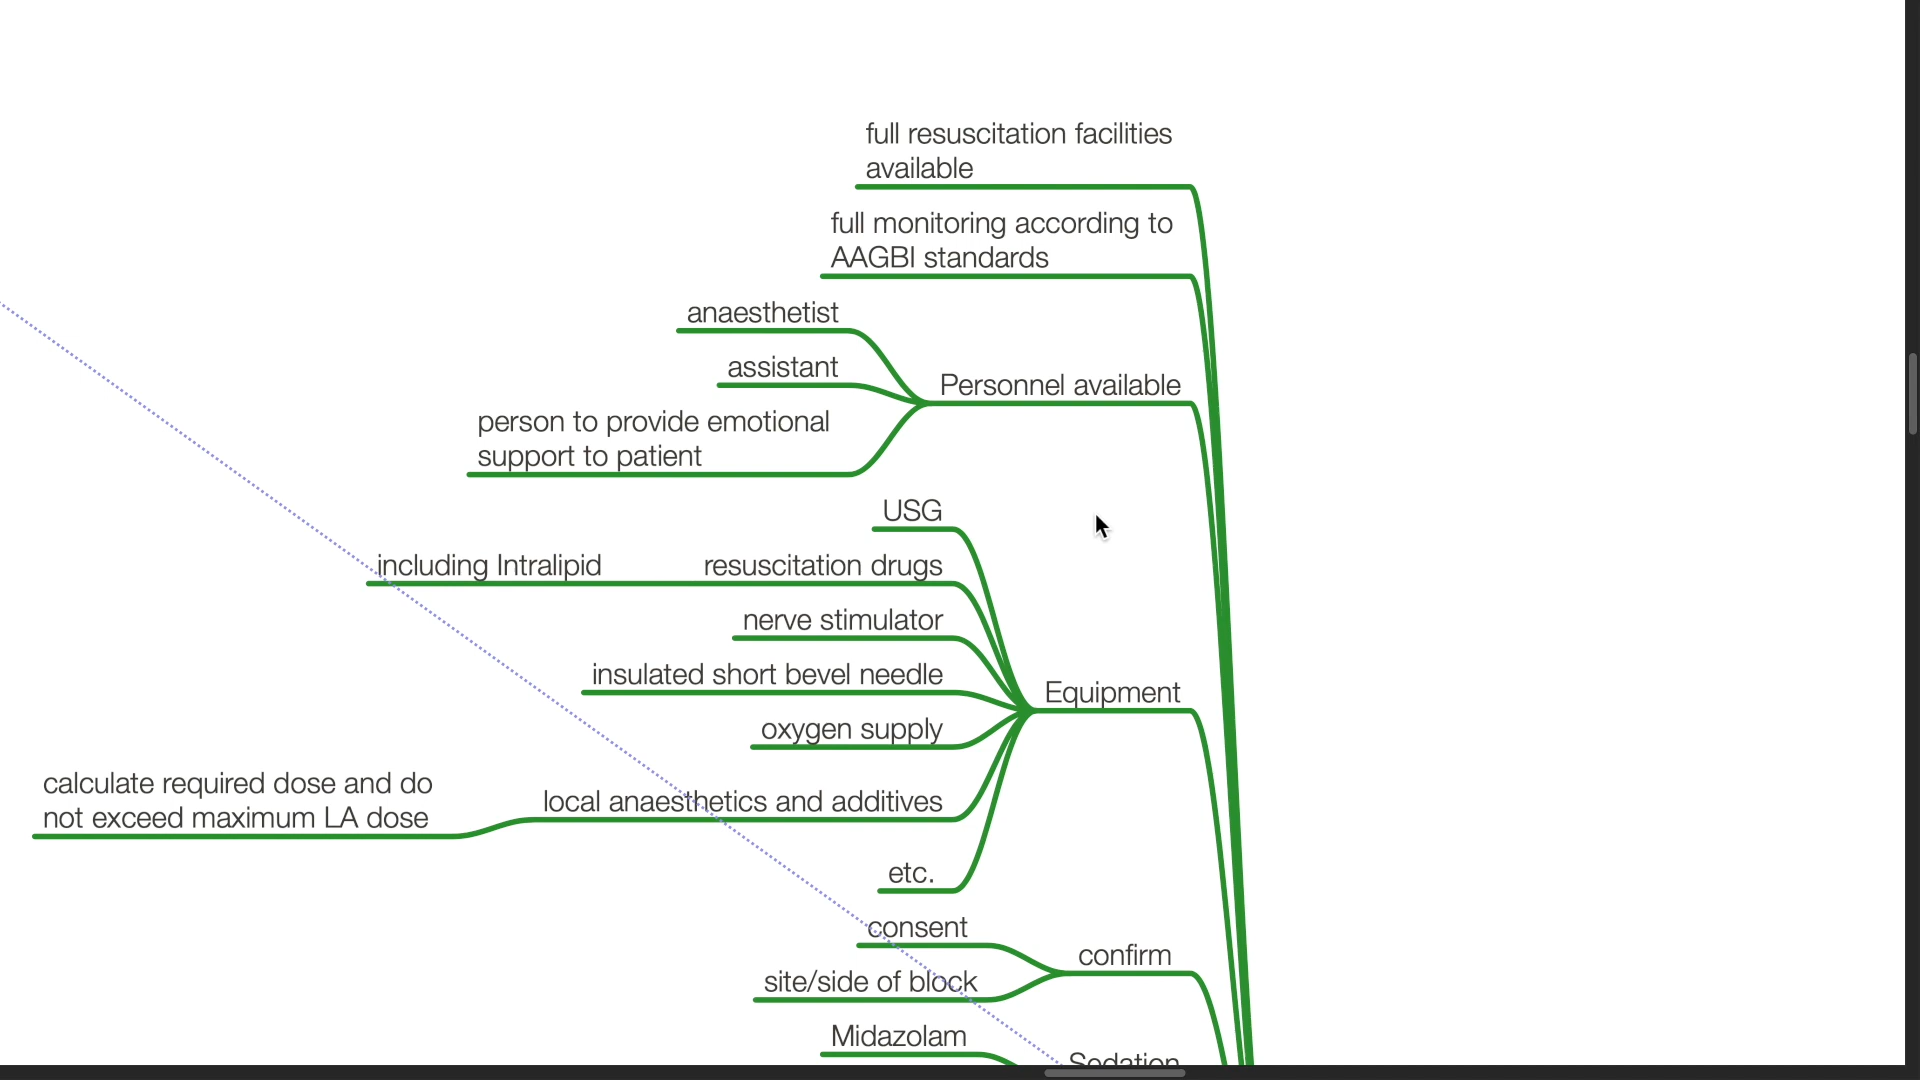 full resuscitation facilities
available
full monitoring according to
AAGBI standards
anaesthetist
assistant
Personnel available
person to provide emotional
support to patient
USG
including Intralipid
resuscitation drugs
nerve stimulator
insulated short bevel needle
Equipment
oxygen supply
calculate required dose and do
not exceed maximum LA dose
local anaesthetics and additives
etc.
consent
confirm
site/side of block
Midazolam
Sedation